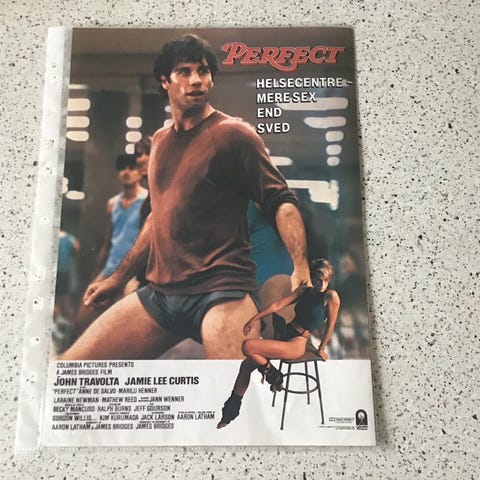 PERFECT
HELSECENTRE-
MERE SEX
END
SVED
COLUMBIA PICTURES PRESENTS
A JAMES BRIDGES FILM
JOHN TRAVOLTA JAMIE LEE CURTIS
"PERFECT" ANNE DE SALVO · MARILU HENNER
LARAINE NEWMAN · MATHEW REED JANN WENNER
BECKY MANCUSO RALPH BURNS JEFF GOURSON
GORDON WILLIS KIM KURUMADA JACK LARSON AARON LATHAM
AARON LATHAM & JAMES BRIDGES JAMES BRIDGES